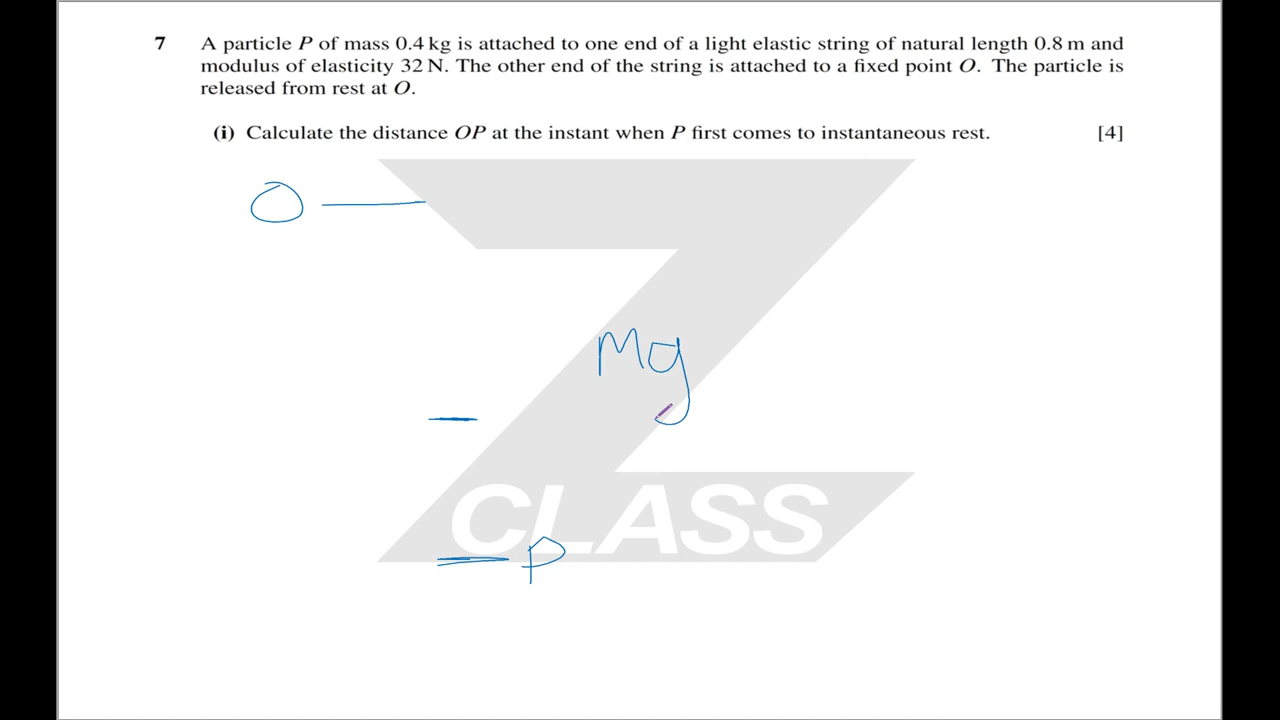 7 A particle P of mass 0.4 kg is attached to one end of a light elastic string of natural length 0.8 m and
modulus of elasticity 32 N. The other end of the string is attached to a fixed point O. The particle is
released from rest at O.
(i) Calculate the distance OP at the instant when P first comes to instantaneous rest. [4]
O
Mg
CLASS
P